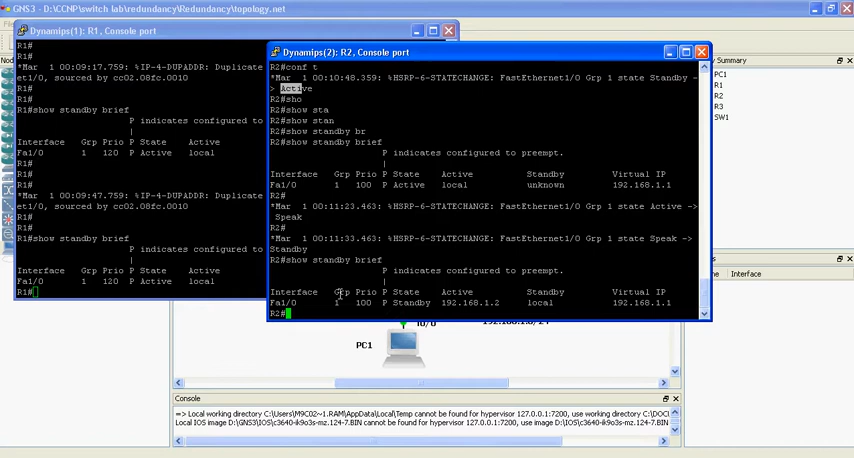 GNS3 - D:\CCNP\switch lab\redundancy\Redundancy\topology.net
Dynamips(1): R1, Console port
R1#
R1#
*Mar  1 00:09:17.759: %IP-4-DUPADDR: Duplicate
et1/0, sourced by cc02.08fc.0010
R1#
R1#
R1#show standby brief
P indicates configured to
|
Interface   Grp Prio P State    Active
Fa1/0       1   120  P Active   local
R1#
R1#
R1#
*Mar  1 00:09:47.759: %IP-4-DUPADDR: Duplicate
et1/0, sourced by cc02.08fc.0010
R1#
R1#
R1#show standby brief
P indicates configured to
|
Interface   Grp Prio P State    Active
Fa1/0       1   120  P Active   local
R1#
Dynamips(2): R2, Console port
R2#conf t
*Mar  1 00:10:48.359: %HSRP-6-STATECHANGE: FastEthernet1/0 Grp 1 state Standby -
> Active
R2#sho
R2#show sta
R2#show stan
R2#show standby br
R2#show standby brief
P indicates configured to preempt.
|
Interface   Grp Prio P State    Active          Standby         Virtual IP
Fa1/0       1   100  P Active   local           unknown         192.168.1.1
R2#
*Mar  1 00:11:23.463: %HSRP-6-STATECHANGE: FastEthernet1/0 Grp 1 state Active ->
Speak
*Mar  1 00:11:33.463: %HSRP-6-STATECHANGE: FastEthernet1/0 Grp 1 state Speak ->
Standby
R2#show standby brief
P indicates configured to preempt.
|
Interface   Grp Prio P State    Active          Standby         Virtual IP
Fa1/0       1   100  P Standby  192.168.1.2     local           192.168.1.1
R2#
Summary
PC1
R1
R2
R3
SW1
Interface
PC1
Console
=> Local working directory C:\Users\M9C02~1.RAM\AppData\Local\Temp cannot be found for hypervisor 127.0.0.1:7200, use working directory C:\DOC
Local IOS image D:\GNS3\IOS\c3640-ik9o3s-mz.124-7.BIN cannot be found for hypervisor 127.0.0.1:7200, use image D:\IOS\c3640-ik9o3s-mz.124-7.BI